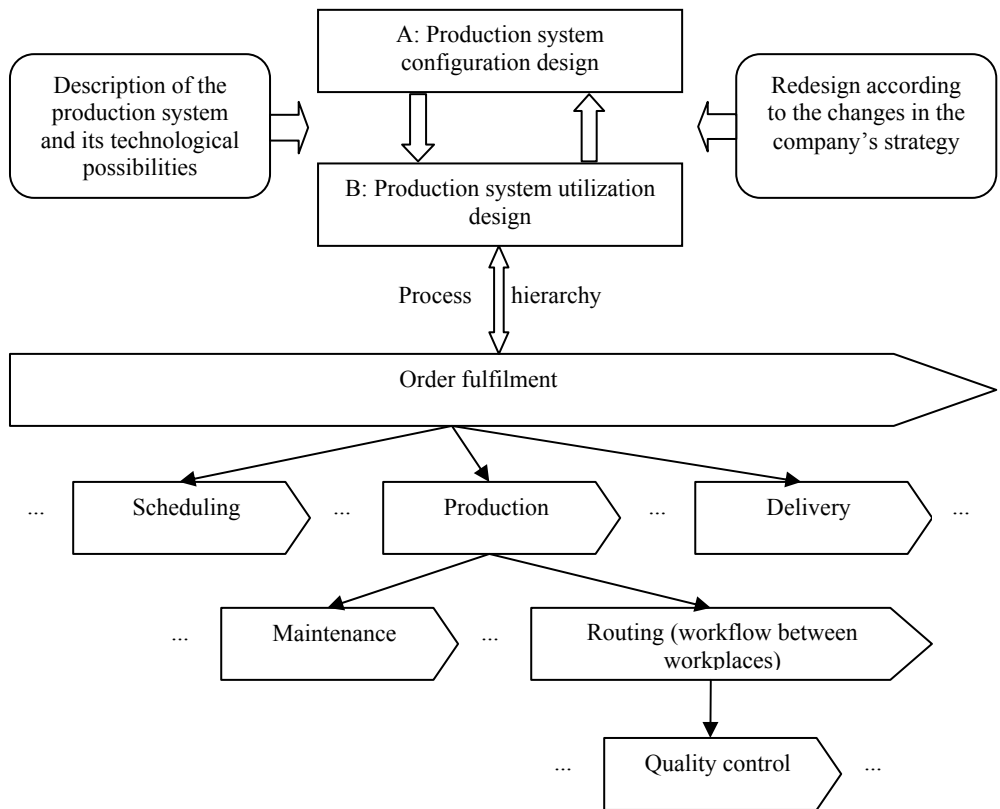 A: Production system
configuration design
Description of the
production system
and its technological
possibilities
Redesign according
to the changes in the
company’s strategy
B: Production system utilization
design
Process hierarchy
Order fulfilment
... Scheduling ... Production ... Delivery ...
... Maintenance ... Routing (workflow between
workplaces)
... Quality control ...